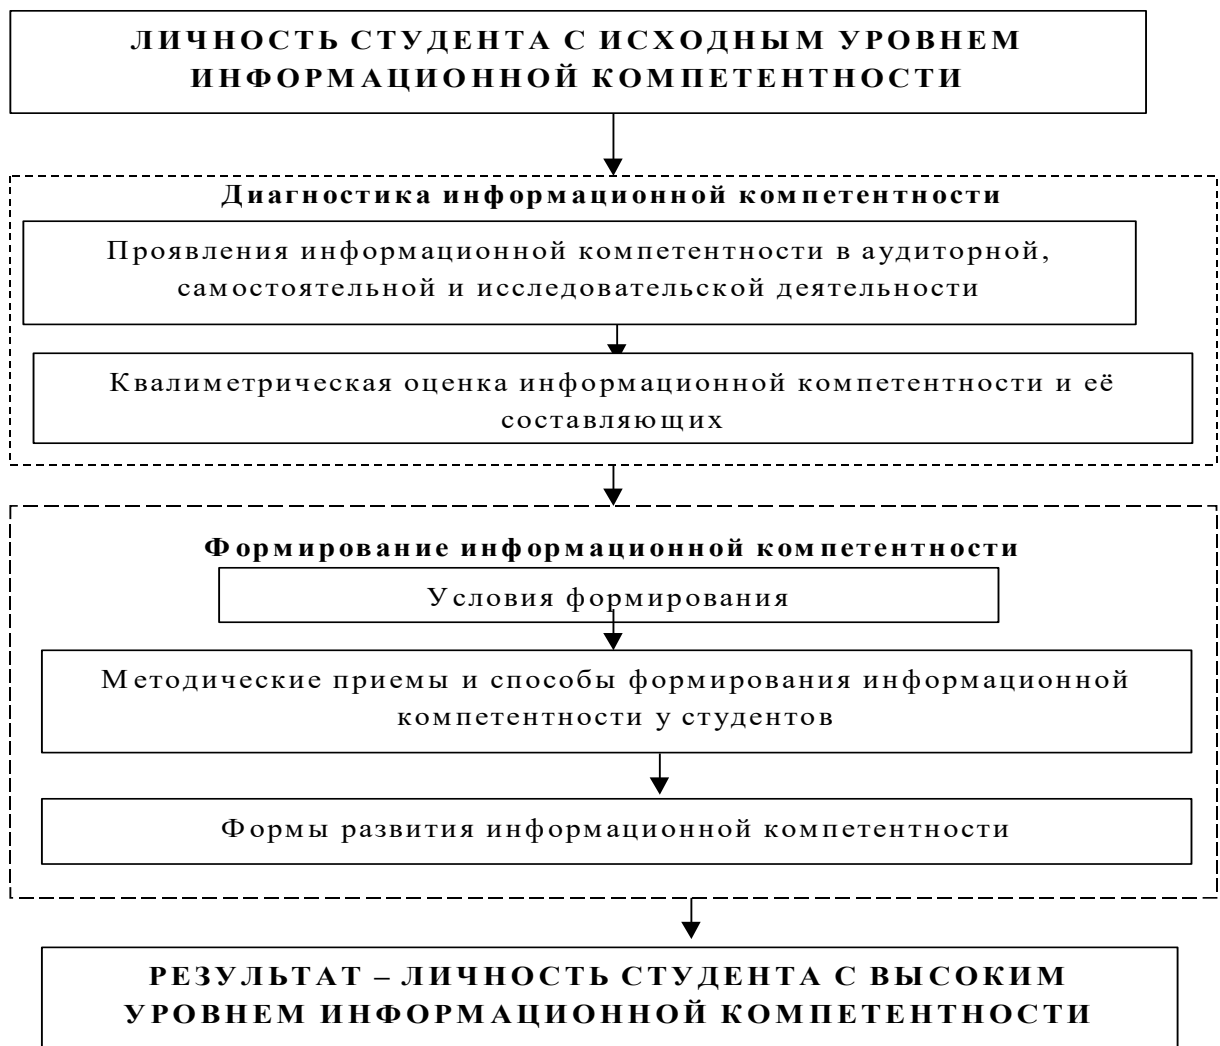 ЛИЧНОСТЬ СТУДЕНТА С ИСХОДНЫМ УРОВНЕМ
ИНФОРМАЦИОННОЙ КОМПЕТЕНТНОСТИ
Диагностика информационной компетентности
Проявления информационной компетентности в аудиторной,
самостоятельной и исследовательской деятельности
Квалиметрическая оценка информационной компетентности и её
составляющих
Формирование информационной компетентности
Условия формирования
Методические приемы и способы формирования информационной
компетентности у студентов
Формы развития информационной компетентности
РЕЗУЛЬТАТ – ЛИЧНОСТЬ СТУДЕНТА С ВЫСОКИМ
УРОВНЕМ ИНФОРМАЦИОННОЙ КОМПЕТЕНТНОСТИ